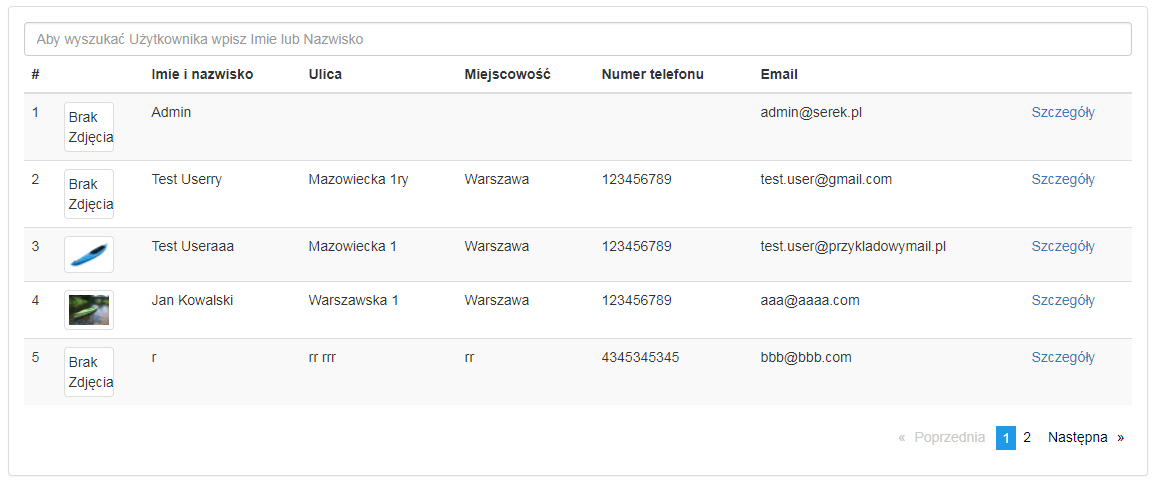 Aby wyszukać Użytkownika wpisz Imie lub Nazwisko
# Imie i nazwisko Ulica Miejscowość Numer telefonu Email
1 Brak Zdjęcia Admin admin@serek.pl Szczegóły
2 Brak Zdjęcia Test Userry Mazowiecka 1ry Warszawa 123456789 test.user@gmail.com Szczegóły
3 Test Useraaa Mazowiecka 1 Warszawa 123456789 test.user@przykladowymail.pl Szczegóły
4 Jan Kowalski Warszawska 1 Warszawa 123456789 aaa@aaaa.com Szczegóły
5 Brak Zdjęcia r rr rrr rr 4345345345 bbb@bbb.com Szczegóły
« Poprzednia 1 2 Następna »